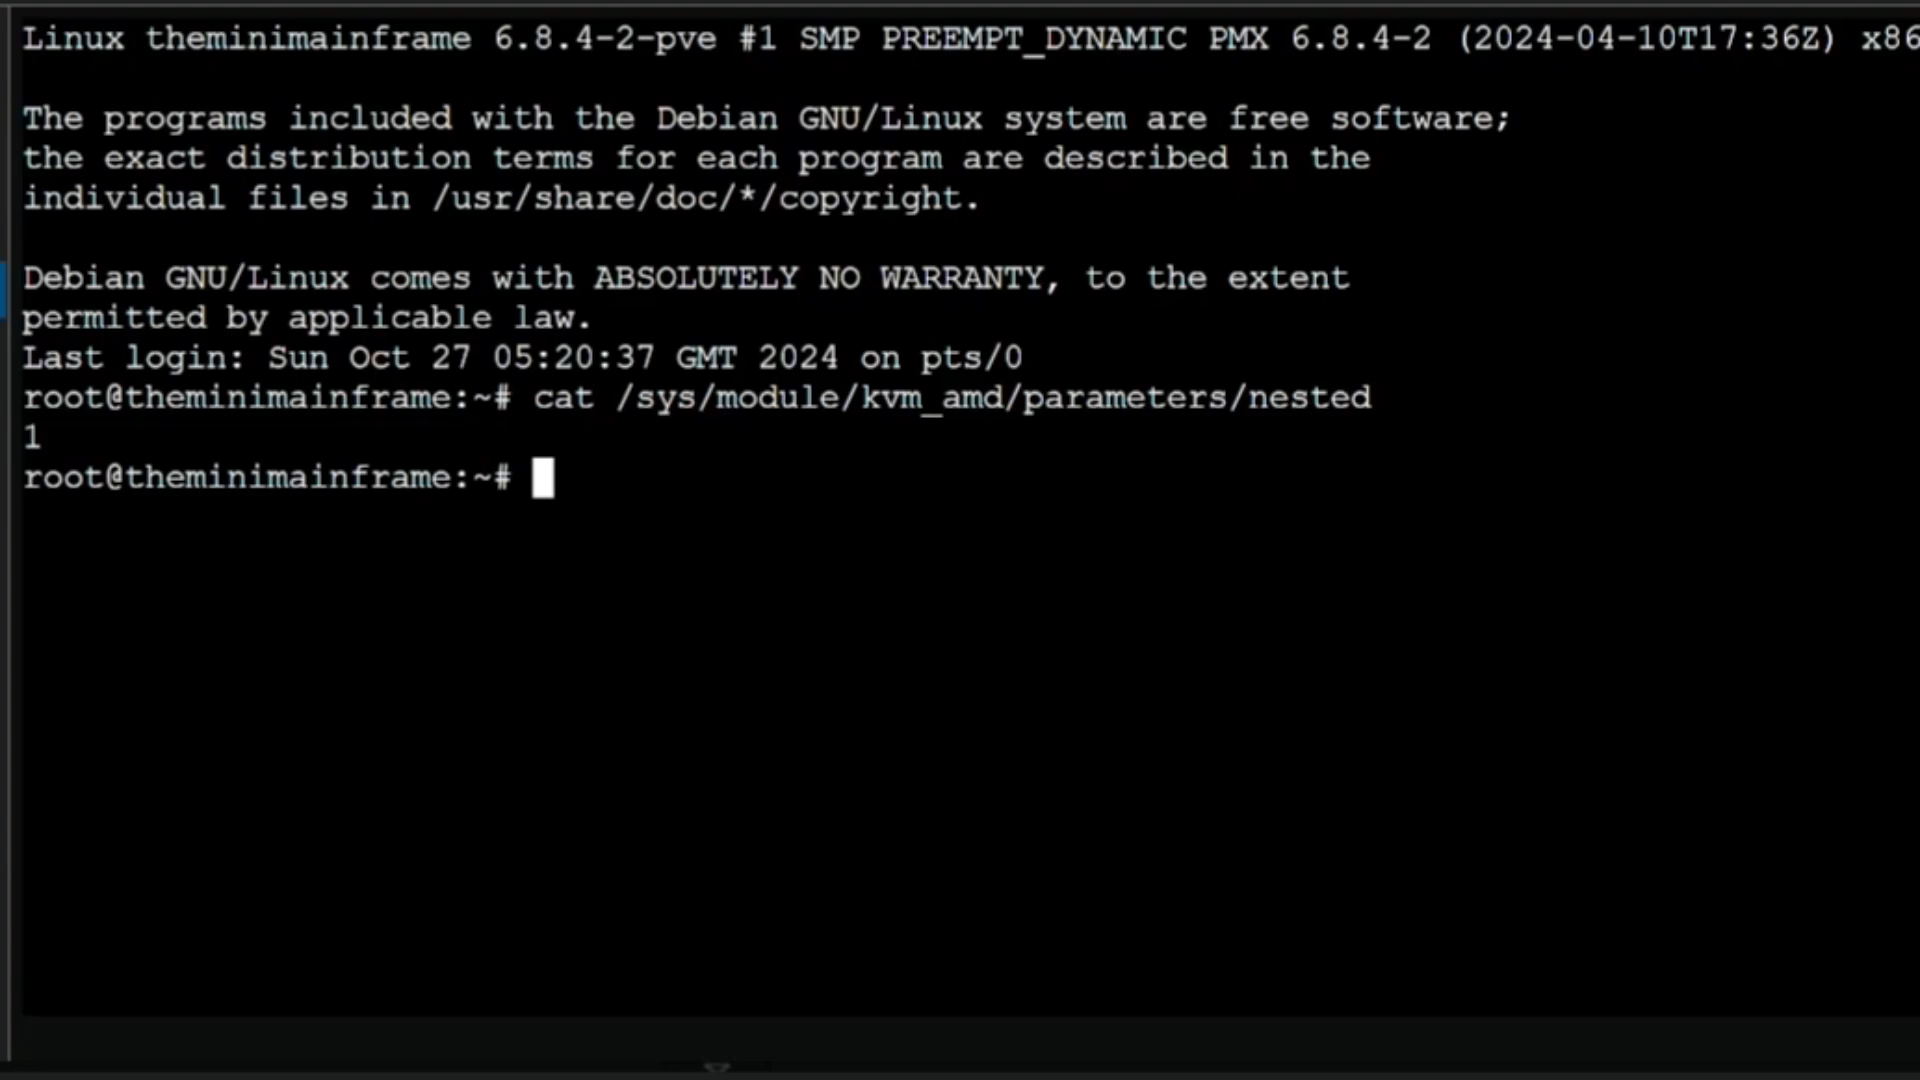 Linux theminimainframe 6.8.4-2-pve #1 SMP PREEMPT_DYNAMIC PMX 6.8.4-2 (2024-04-10T17:36Z) x86
The programs included with the Debian GNU/Linux system are free software;
the exact distribution terms for each program are described in the
individual files in /usr/share/doc/*/copyright.
Debian GNU/Linux comes with ABSOLUTELY NO WARRANTY, to the extent
permitted by applicable law.
Last login: Sun Oct 27 05:20:37 GMT 2024 on pts/0
root@theminimainframe:~# cat /sys/module/kvm_amd/parameters/nested
1
root@theminimainframe:~#